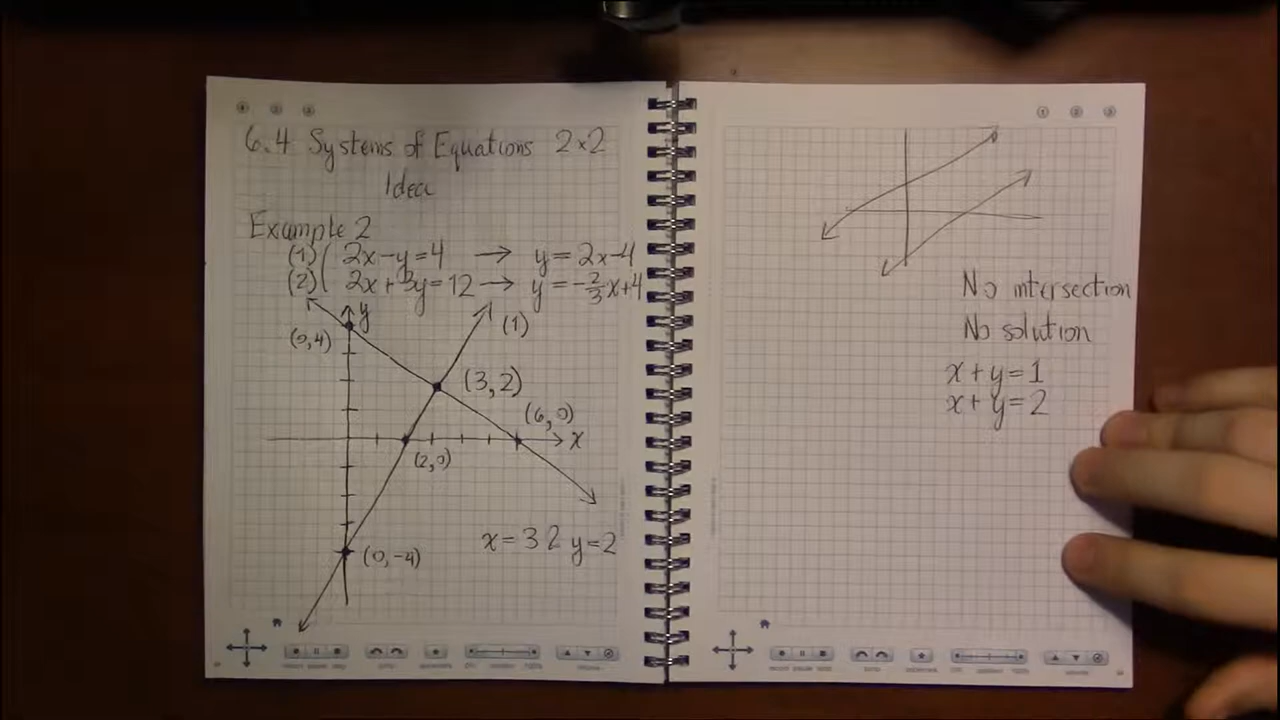 6.4 Systems of Equations 2×2
Idea
Example 2
(1) ( 2x−y=4 → y=2x−4
(2) ( 2x+3y=12 → y=−2/3x+4
y
(0,4)
(1)
(3,2)
(6,0)
x
(2,0)
(0,−4)
x=3 2 y=2
No intersection
No solution
x+y=1
x+y=2